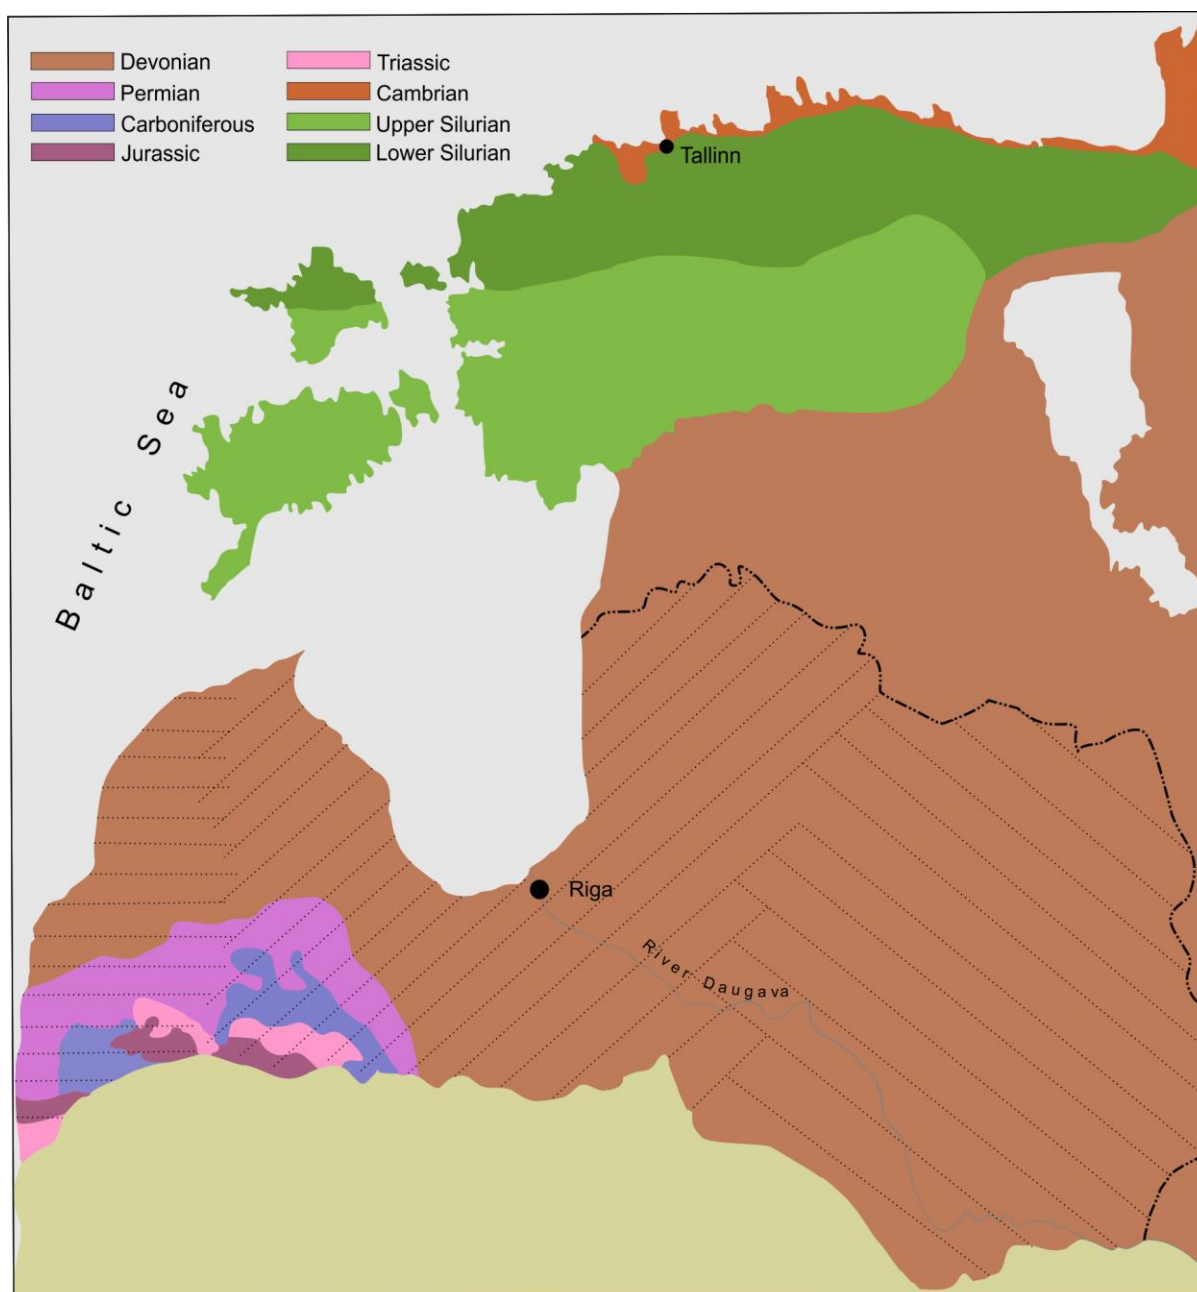 Devonian
Permian
Carboniferous
Jurassic
Triassic
Cambrian
Upper Silurian
Lower Silurian
Tallinn
Baltic Sea
Riga
River Daugava